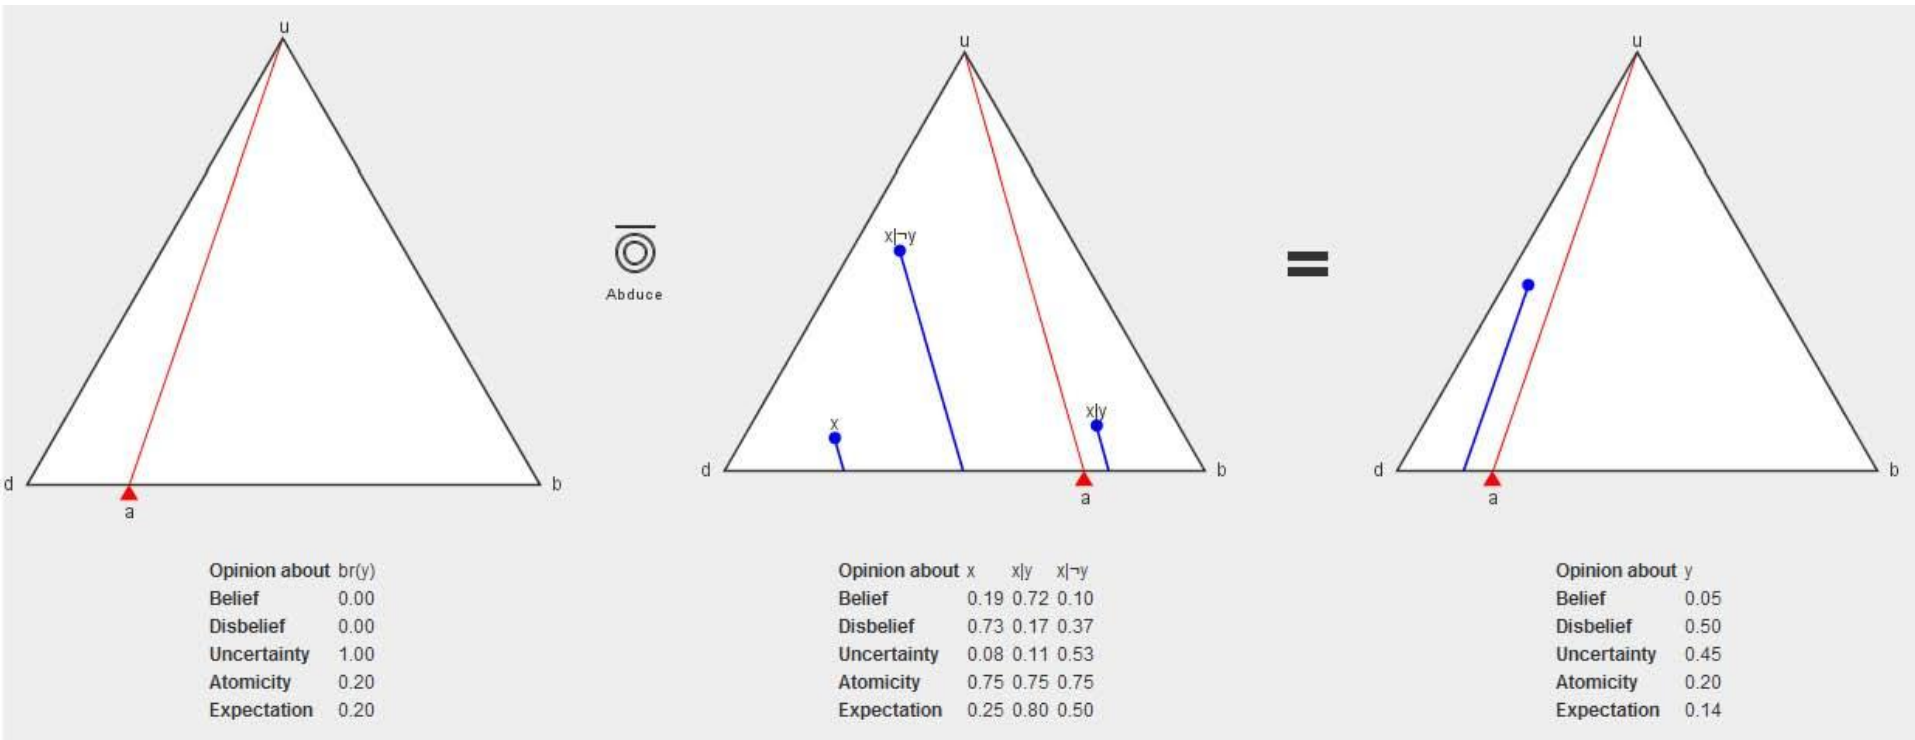 u
d
b
a
Abduce
u
x|¬y
x
x|y
d
b
a
=
u
d
b
a
Opinion about br(y)
Belief 0.00
Disbelief 0.00
Uncertainty 1.00
Atomicity 0.20
Expectation 0.20
Opinion about x x|y x|¬y
Belief 0.19 0.72 0.10
Disbelief 0.73 0.17 0.37
Uncertainty 0.08 0.11 0.53
Atomicity 0.75 0.75 0.75
Expectation 0.25 0.80 0.50
Opinion about y
Belief 0.05
Disbelief 0.50
Uncertainty 0.45
Atomicity 0.20
Expectation 0.14